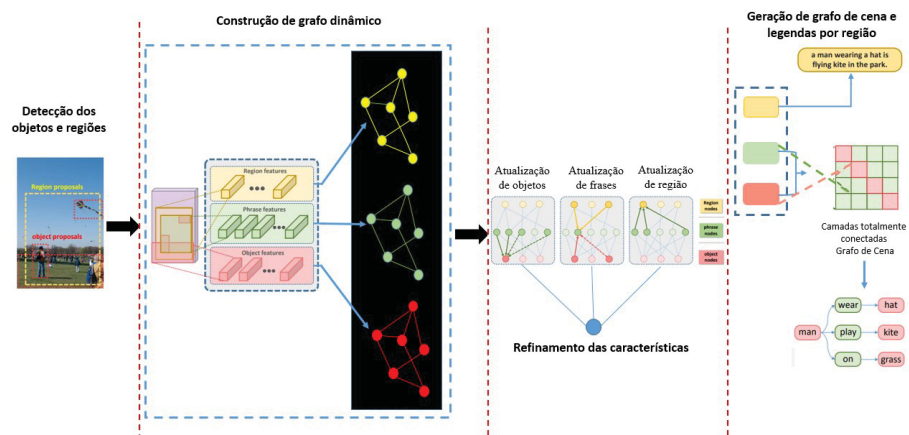 Detecção dos
objetos e regiões
Region proposals
object proposals
Construção de grafo dinâmico
Region features
Phrase features
Object features
Atualização
de objetos
Atualização
de frases
Atualização
de região
Region
nodes
phrase
nodes
object
nodes
Refinamento das características
Geração de grafo de cena e
legendas por região
a man wearing a hat is
flying kite in the park.
Camadas totalmente
conectadas
Grafo de Cena
man
wear
hat
play
kite
on
grass